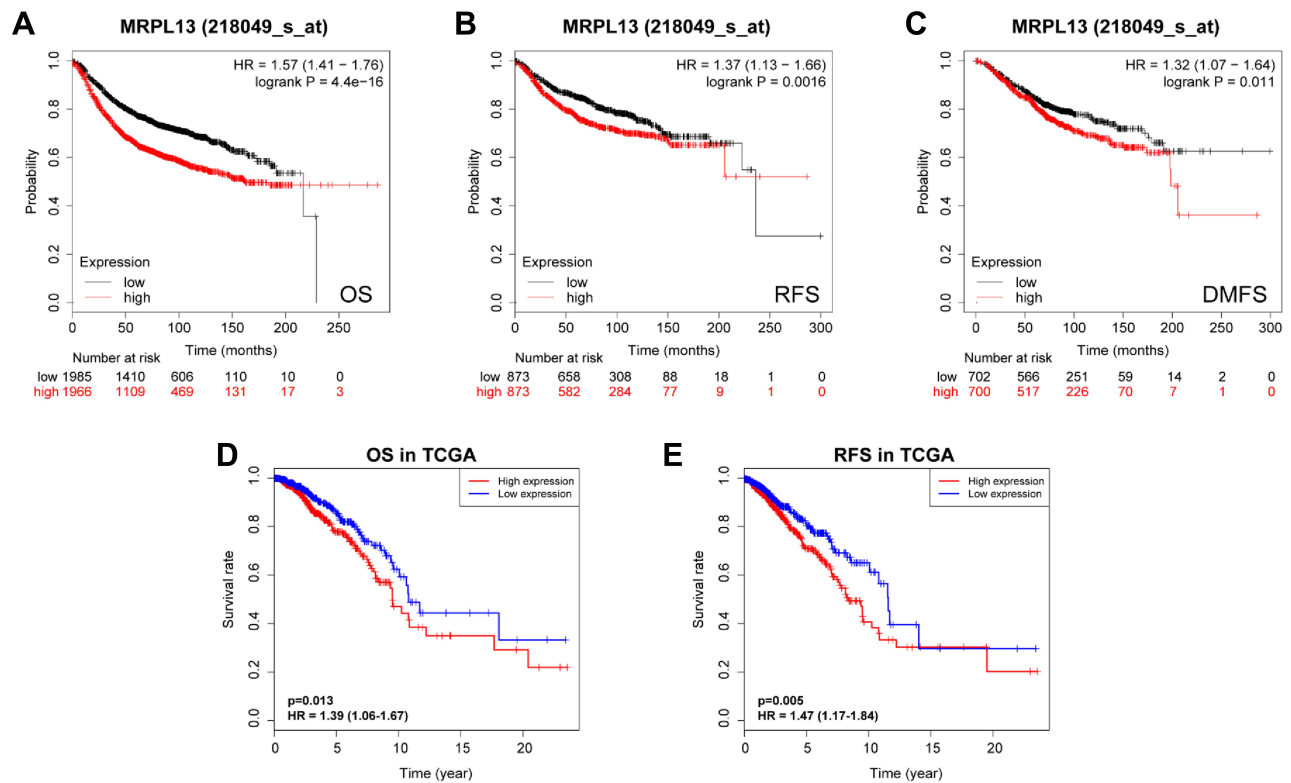 A
MRPL13 (218049_s_at)
HR = 1.57 (1.41 − 1.76)
logrank P = 4.4e−16
Probability
1.0
0.8
0.6
0.4
0.2
0.0
Expression
low
high
OS
0 50 100 150 200 250
Time (months)
Number at risk
low 1985 1410 606 110 10 0
high 1966 1109 469 131 17 3
B
MRPL13 (218049_s_at)
HR = 1.37 (1.13 − 1.66)
logrank P = 0.0016
Probability
1.0
0.8
0.6
0.4
0.2
0.0
Expression
low
high
RFS
0 50 100 150 200 250 300
Time (months)
Number at risk
low 873 658 308 88 18 1 0
high 873 582 284 77 9 1 0
C
MRPL13 (218049_s_at)
HR = 1.32 (1.07 − 1.64)
logrank P = 0.011
Probability
1.0
0.8
0.6
0.4
0.2
0.0
Expression
low
high
DMFS
0 50 100 150 200 250 300
Time (months)
Number at risk
low 702 566 251 59 14 2 0
high 700 517 226 70 7 1 0
D
OS in TCGA
High expression
Low expression
Survival rate
1.0
0.8
0.6
0.4
0.2
0.0
p=0.013
HR = 1.39 (1.06-1.67)
0 5 10 15 20
Time (year)
E
RFS in TCGA
High expression
Low expression
Survival rate
1.0
0.8
0.6
0.4
0.2
0.0
p=0.005
HR = 1.47 (1.17-1.84)
0 5 10 15 20
Time (year)